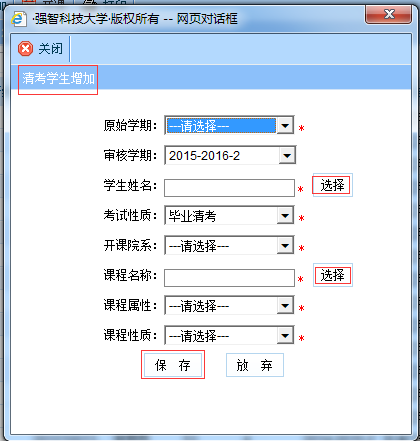 ·强智科技大学·版权所有 -- 网页对话框
关闭
清考学生增加
原始学期： ---请选择--- *
审核学期： 2015-2016-2
学生姓名： * 选择
考试性质： 毕业清考 *
开课院系： ---请选择--- *
课程名称： * 选择
课程属性： ---请选择--- *
课程性质： ---请选择--- *
保 存 放 弃